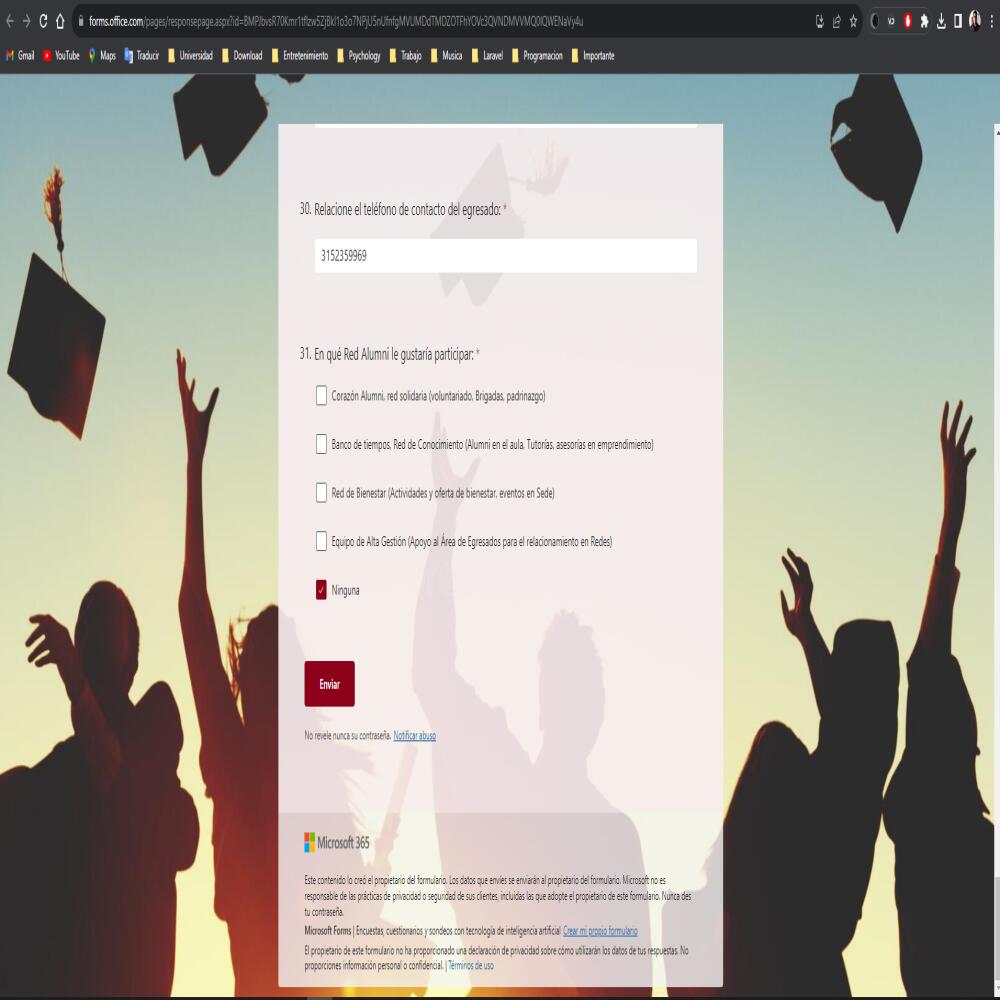 forms.office.com/pages/responsepage.aspx?id=
Gmail YouTube Maps Traducir Universidad Download Entretenimiento Psychology Trabajo Musica Laravel Programacion Importante
30. Relacione el teléfono de contacto del egresado: *
3152359969
31. En qué Red Alumni le gustaría participar: *
Corazón Alumni, red solidaria (voluntariado, Brigadas, padrinazgo)
Banco de tiempos, Red de Conocimiento (Alumni en el aula, Tutorías, asesorías en emprendimiento)
Red de Bienestar (Actividades y oferta de bienestar, eventos en Sede)
Equipo de Alta Gestión (Apoyo al Área de Egresados para el relacionamiento en Redes)
Ninguna
Enviar
No revele nunca su contraseña. Notificar abuso
Microsoft 365
Este contenido lo creó el propietario del formulario. Los datos que envíes se enviarán al propietario del formulario. Microsoft no es
responsable de las prácticas de privacidad o seguridad de sus clientes, incluidas las que adopte el propietario de este formulario. Nunca des
tu contraseña.
Microsoft Forms | Encuestas, cuestionarios y sondeos con tecnología de inteligencia artificial Crear mi propio formulario
El propietario de este formulario no ha proporcionado una declaración de privacidad sobre cómo utilizarán los datos de tus respuestas. No
proporciones información personal o confidencial. | Términos de uso